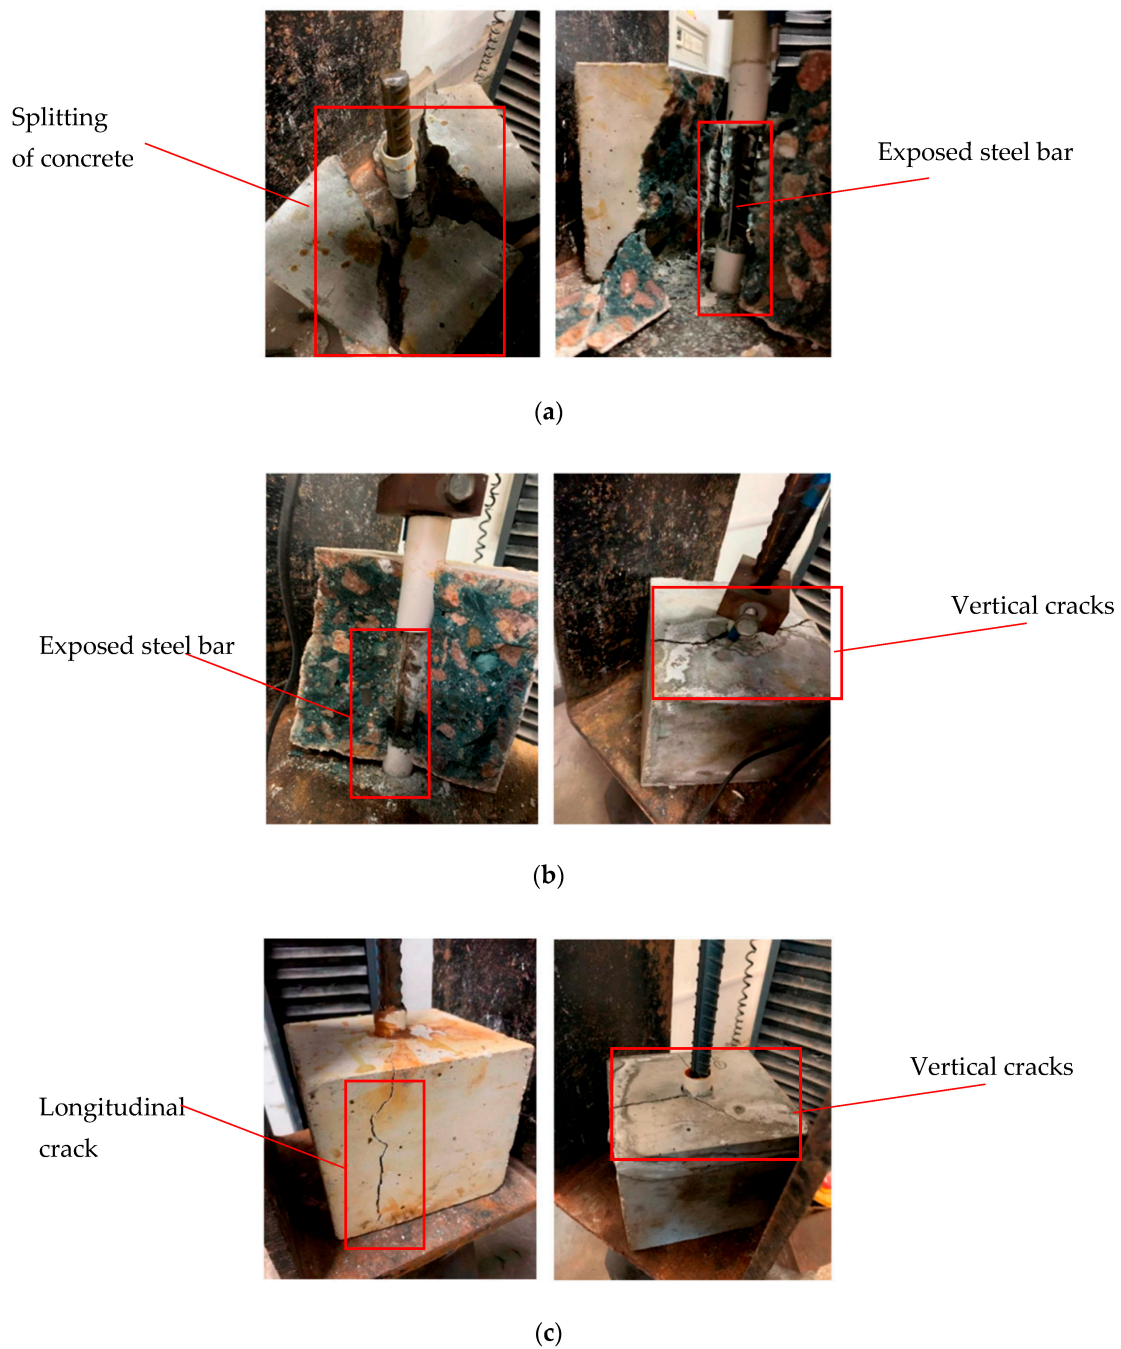 Splitting
of concrete
Exposed steel bar
(a)
Exposed steel bar
Vertical cracks
(b)
Longitudinal
crack
Vertical cracks
(c)